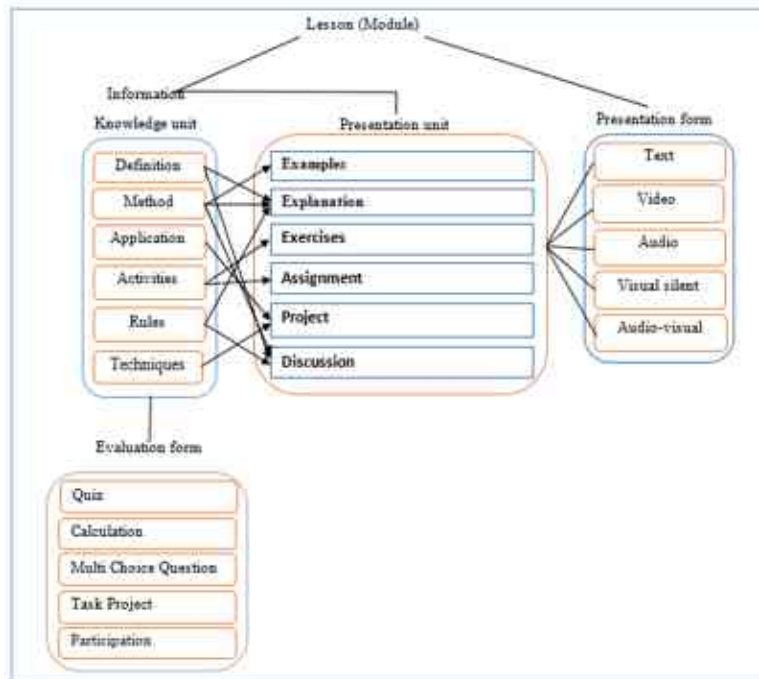 Lesson (Module)
Information
Knowledge unit
Presentation unit
Presentation form
Definition
Method
Application
Activities
Rules
Techniques
Examples
Explanation
Exercises
Assignment
Project
Discussion
Text
Video
Audio
Visual silent
Audio-visual
Evaluation form
Quiz
Calculation
Multi Choice Question
Task Project
Participation